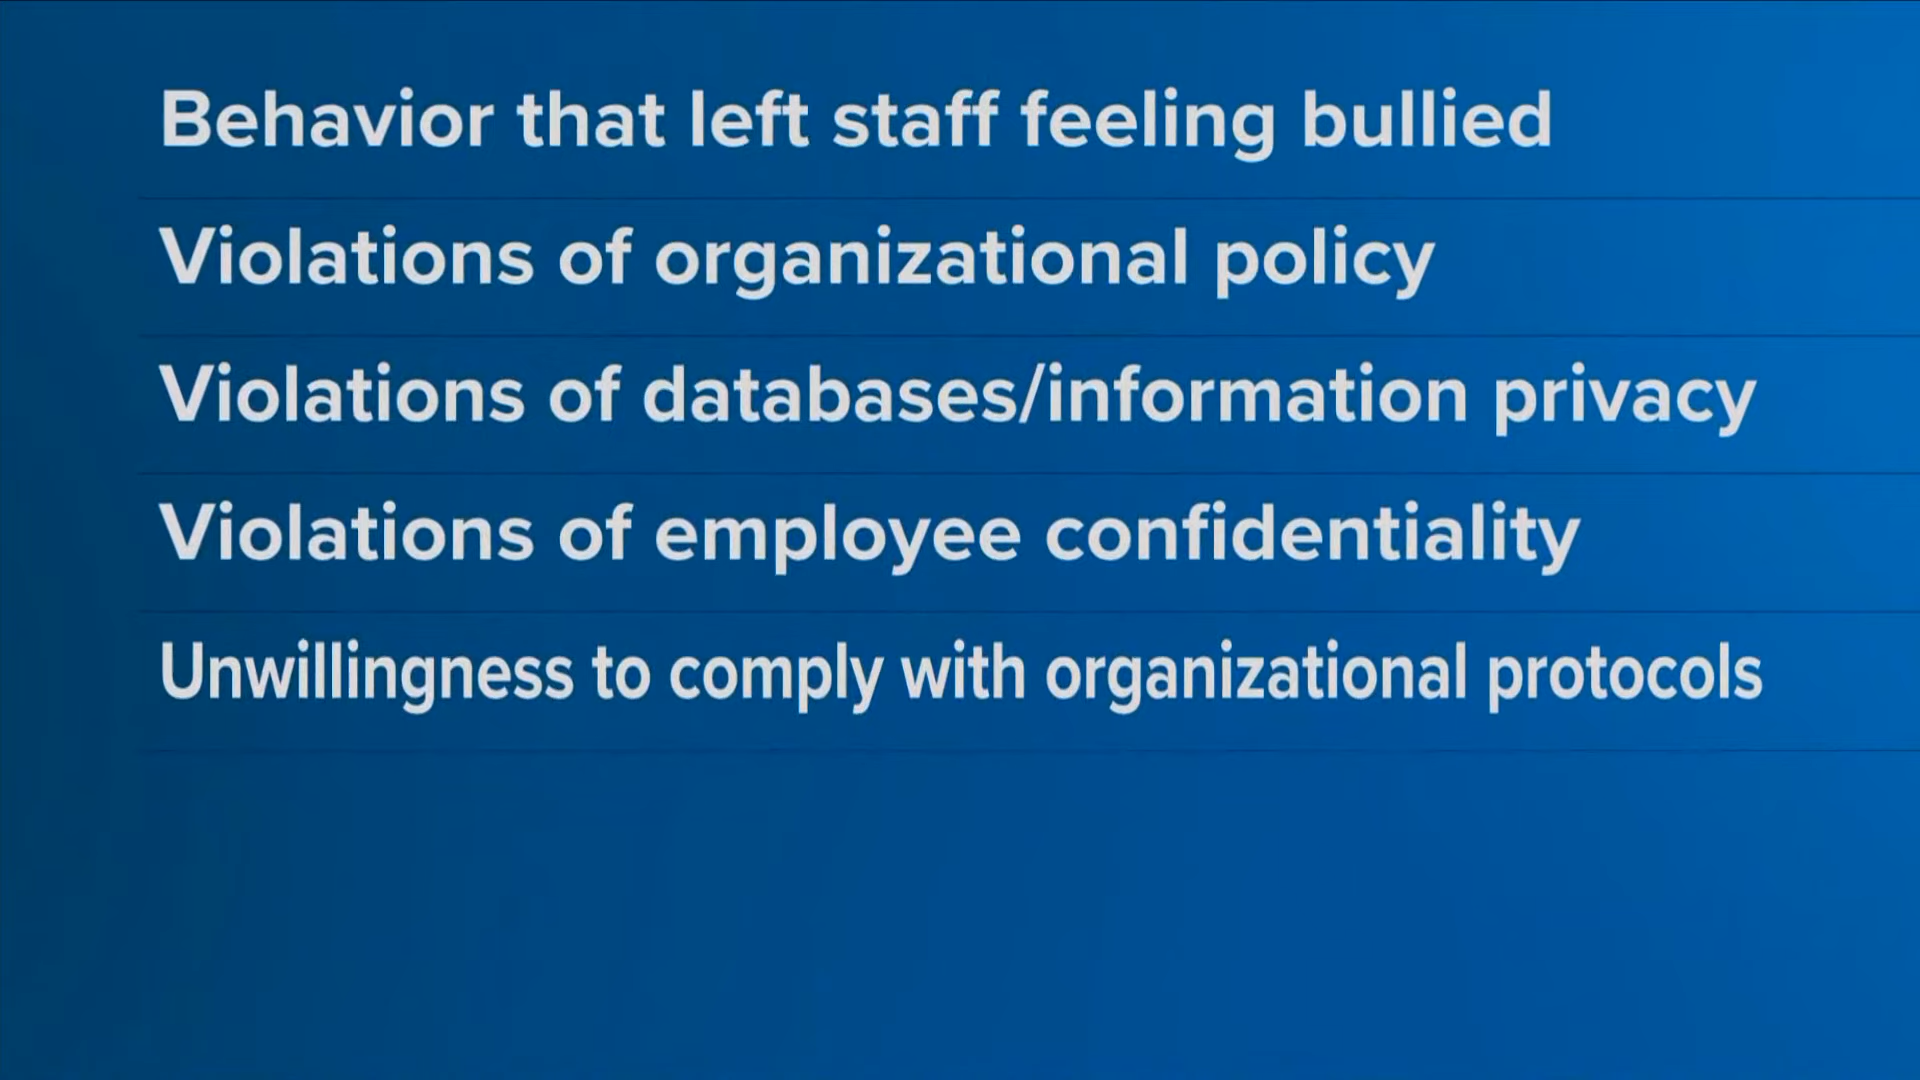 Behavior that left staff feeling bullied
Violations of organizational policy
Violations of databases/information privacy
Violations of employee confidentiality
Unwillingness to comply with organizational protocols